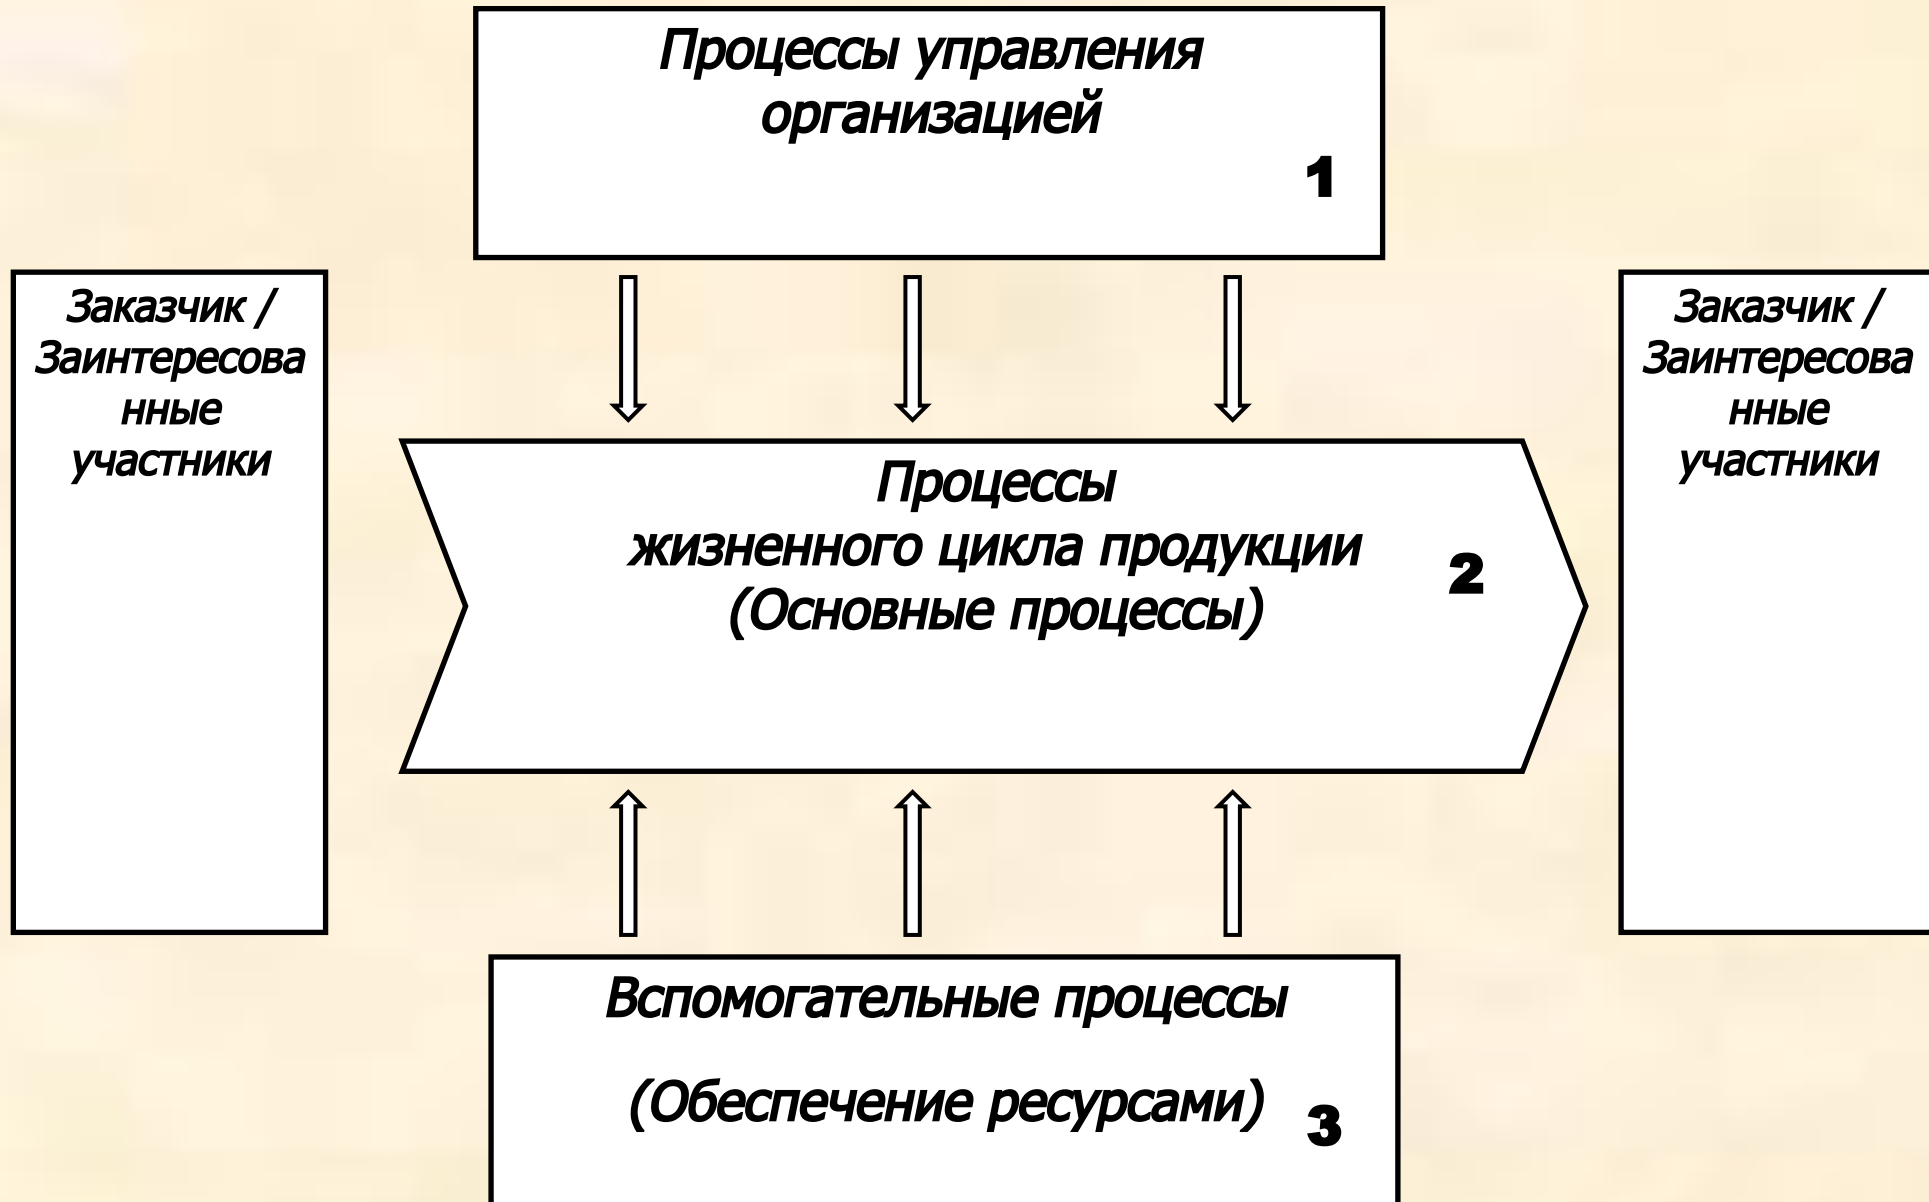 Процессы управления
организацией
1
Заказчик /
Заинтересова
нные
участники
Процессы
жизненного цикла продукции
(Основные процессы)
2
Заказчик /
Заинтересова
нные
участники
Вспомогательные процессы
(Обеспечение ресурсами)
3